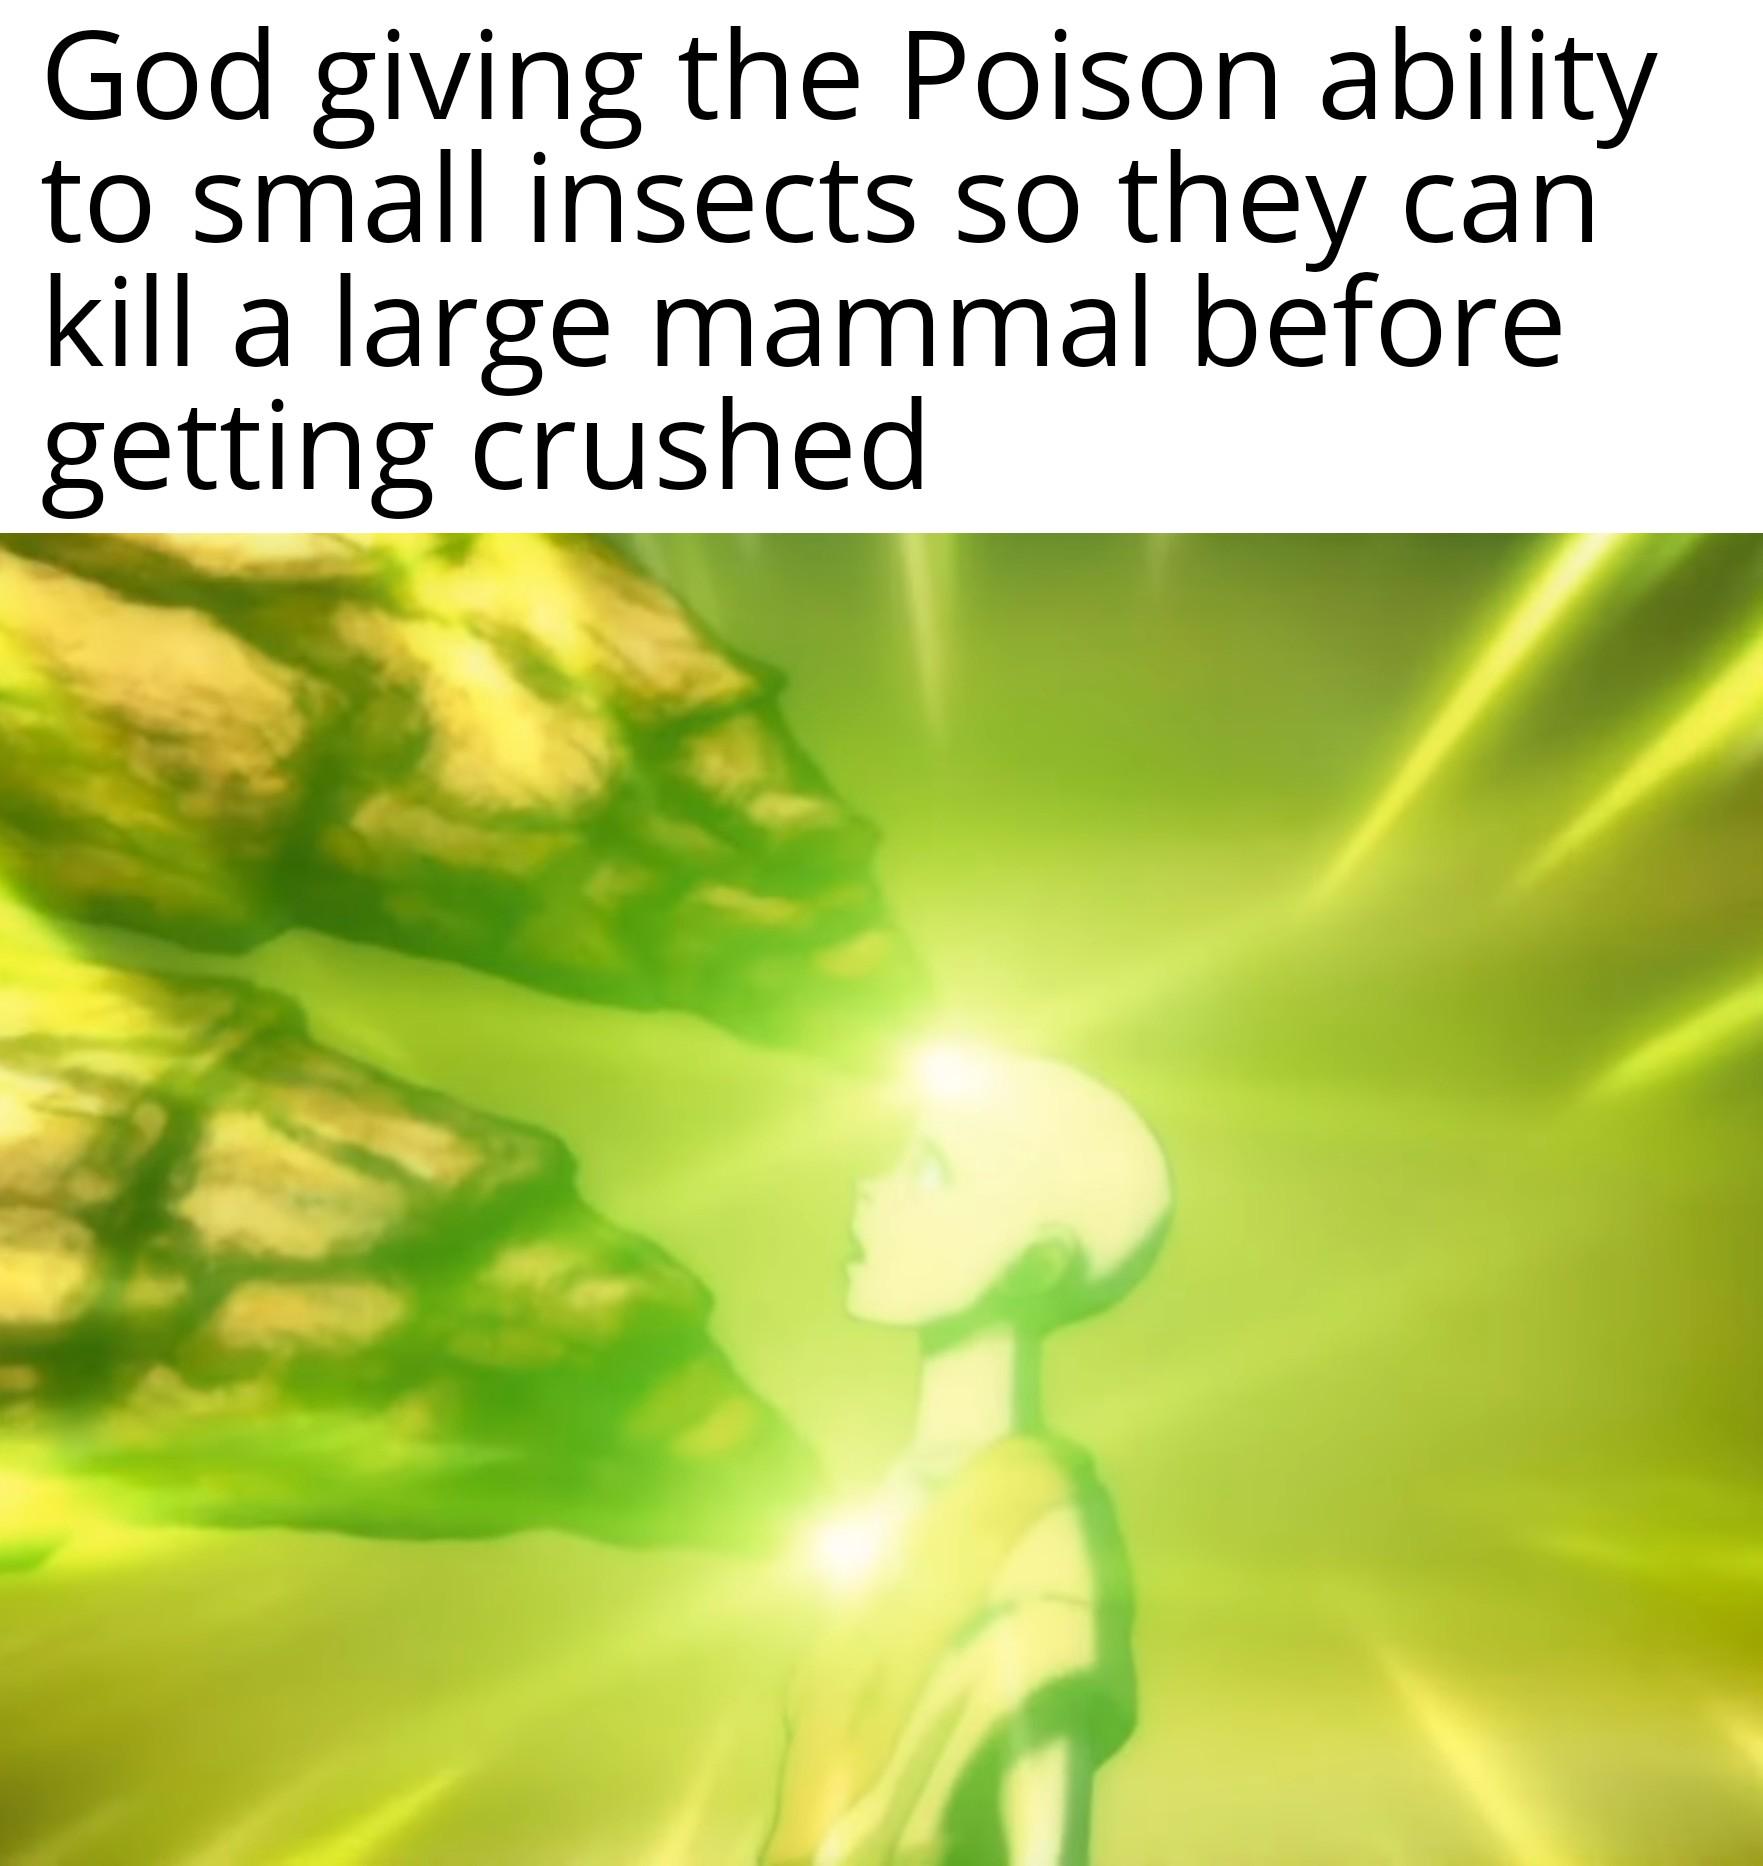 God giving the Poison ability
to small insects so they can
kill a large mammal before
getting crushed